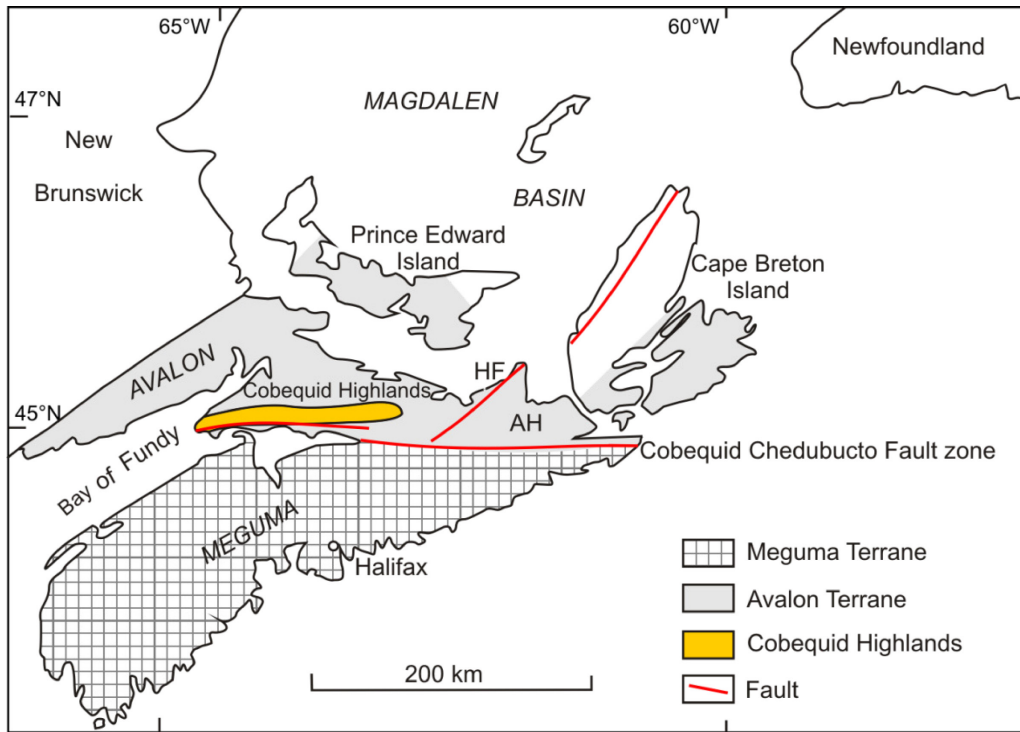 65°W
60°W
Newfoundland
47°N
MAGDALEN
New
Brunswick
BASIN
Prince Edward
Island
Cape Breton
Island
AVALON
HF
Cobequid Highlands
AH
45°N
Cobequid Chedubucto Fault zone
Bay of Fundy
MEGUMA
Halifax
Meguma Terrane
Avalon Terrane
Cobequid Highlands
Fault
200 km